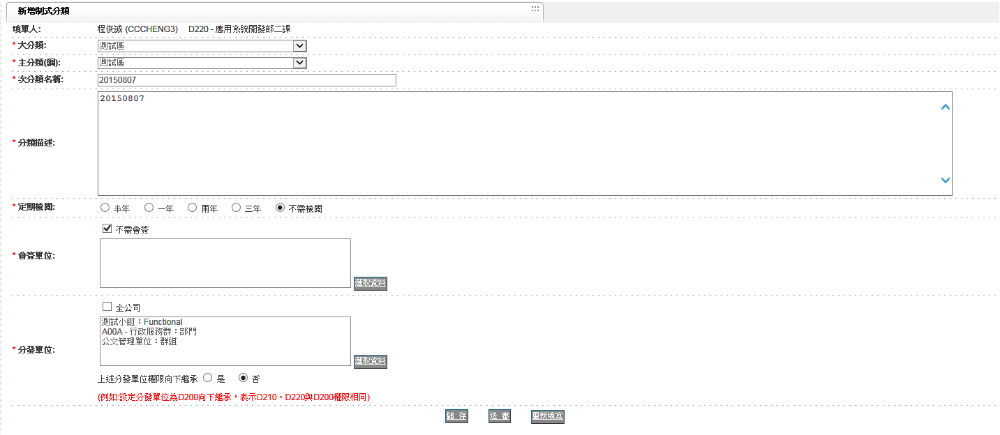 新增制式分類
填單人: 程俊誠 (CCCHENG3) D220 - 應用系統開發部二課
* 大分類: 測試區
* 主分類(綱): 測試區
* 次分類名稱: 20150807
20150807
* 分類描述:
* 定期檢閱: 半年 一年 兩年 三年 不需檢閱
不需會簽
* 會簽單位:
選取資料
全公司
測試小組：Functional
A00A - 行政服務群：部門
公文管理單位：群組
* 分發單位:
選取資料
上述分發單位權限向下繼承 是 否
(例如:設定分發單位為D200向下繼承，表示D210、D220與D200權限相同)
儲 存 送 審 重新填寫